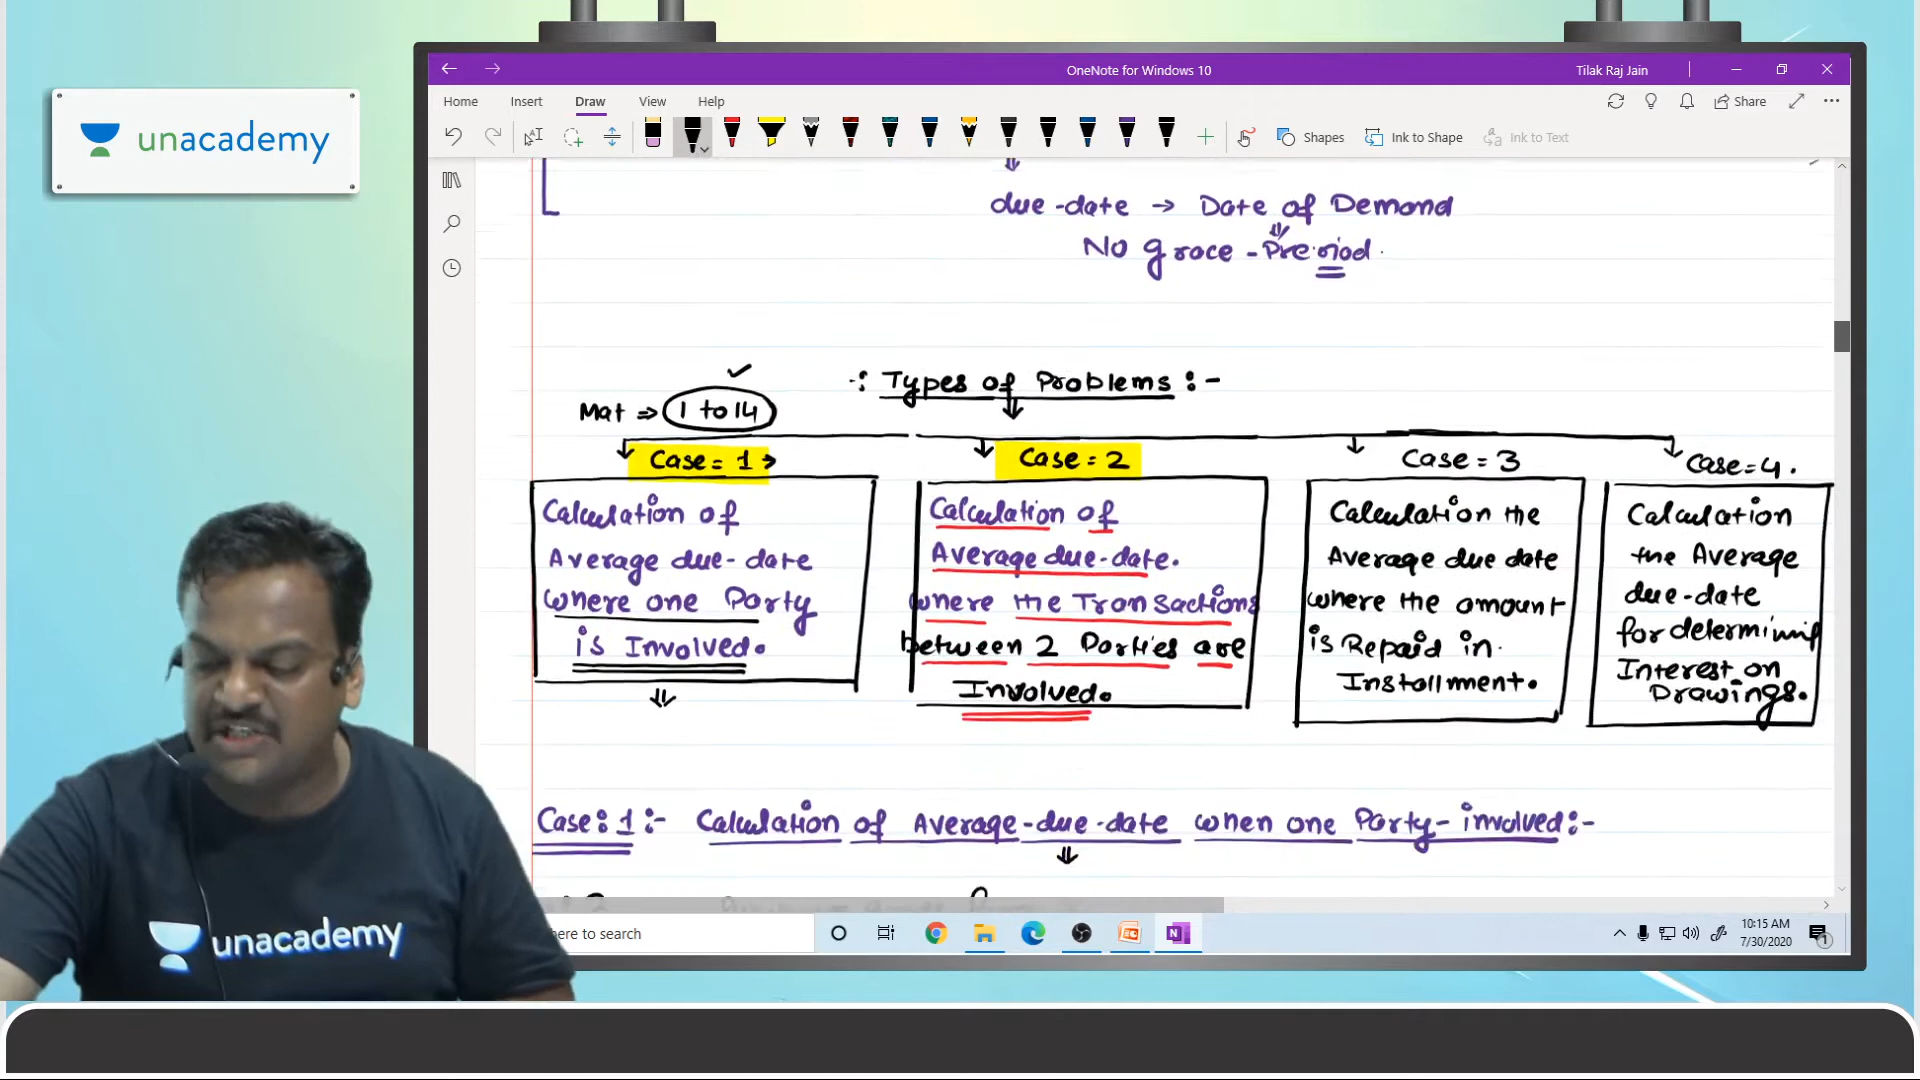 unacademy
OneNote for Windows 10
Tilak Raj Jain
Home Insert Draw View Help
Share
Shapes Ink to Shape Ink to Text
due-date → Date of Demand
No grace - Preriod.
-: Types of Problems :-
Mat ⇒ 1 to 14
Case = 1 →
Calculation of
Average due-date
where one Party
is Involved.
Case = 2
Calculation of
Average due-date.
where the Transactions
between 2 Parties are
Involved.
Case = 3
Calculation the
Average due date
where the amount
is Repaid in.
Installment.
Case=4.
Calculation
the Average
due-date
for determining
Interest on
Drawings.
Case:1:- Calculation of Average-due-date when one Party-involved:-
here to search
10:15 AM
7/30/2020
1
unacademy